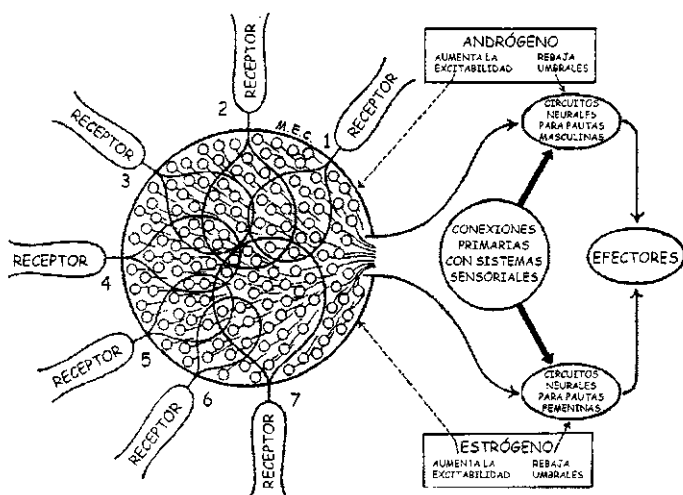 ANDRÓGENO
AUMENTA LA
EXCITABILIDAD
REBAJA
UMBRALES
CIRCUITOS
NEURALES
PARA PAUTAS
MASCULINAS
M.E.C.
RECEPTOR
1
RECEPTOR
2
RECEPTOR
3
RECEPTOR
4
RECEPTOR
5
RECEPTOR
6
RECEPTOR
7
CONEXIONES
PRIMARIAS
CON SISTEMAS
SENSORIALES
EFECTORES
CIRCUITOS
NEURALES
PARA PAUTAS
FEMENINAS
ESTRÓGENO
AUMENTA LA
EXCITABILIDAD
REBAJA
UMBRALES